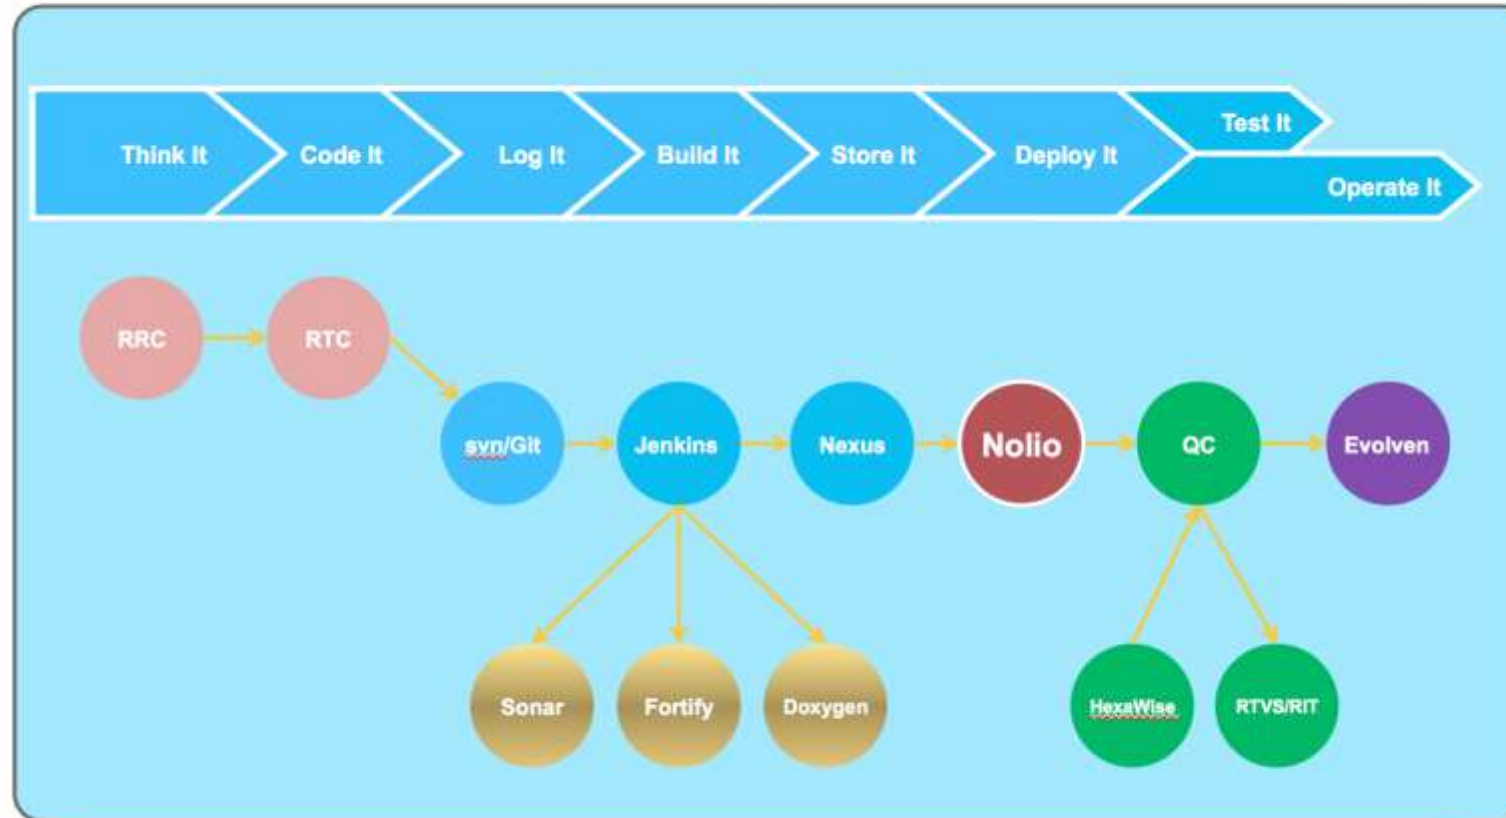 Think It
Code It
Log It
Build It
Store It
Deploy It
Test It
Operate It
RRC
RTC
svn/Git
Jenkins
Nexus
Nolio
QC
Evolven
Sonar
Fortify
Doxygen
HexaWise
RTVS/RIT